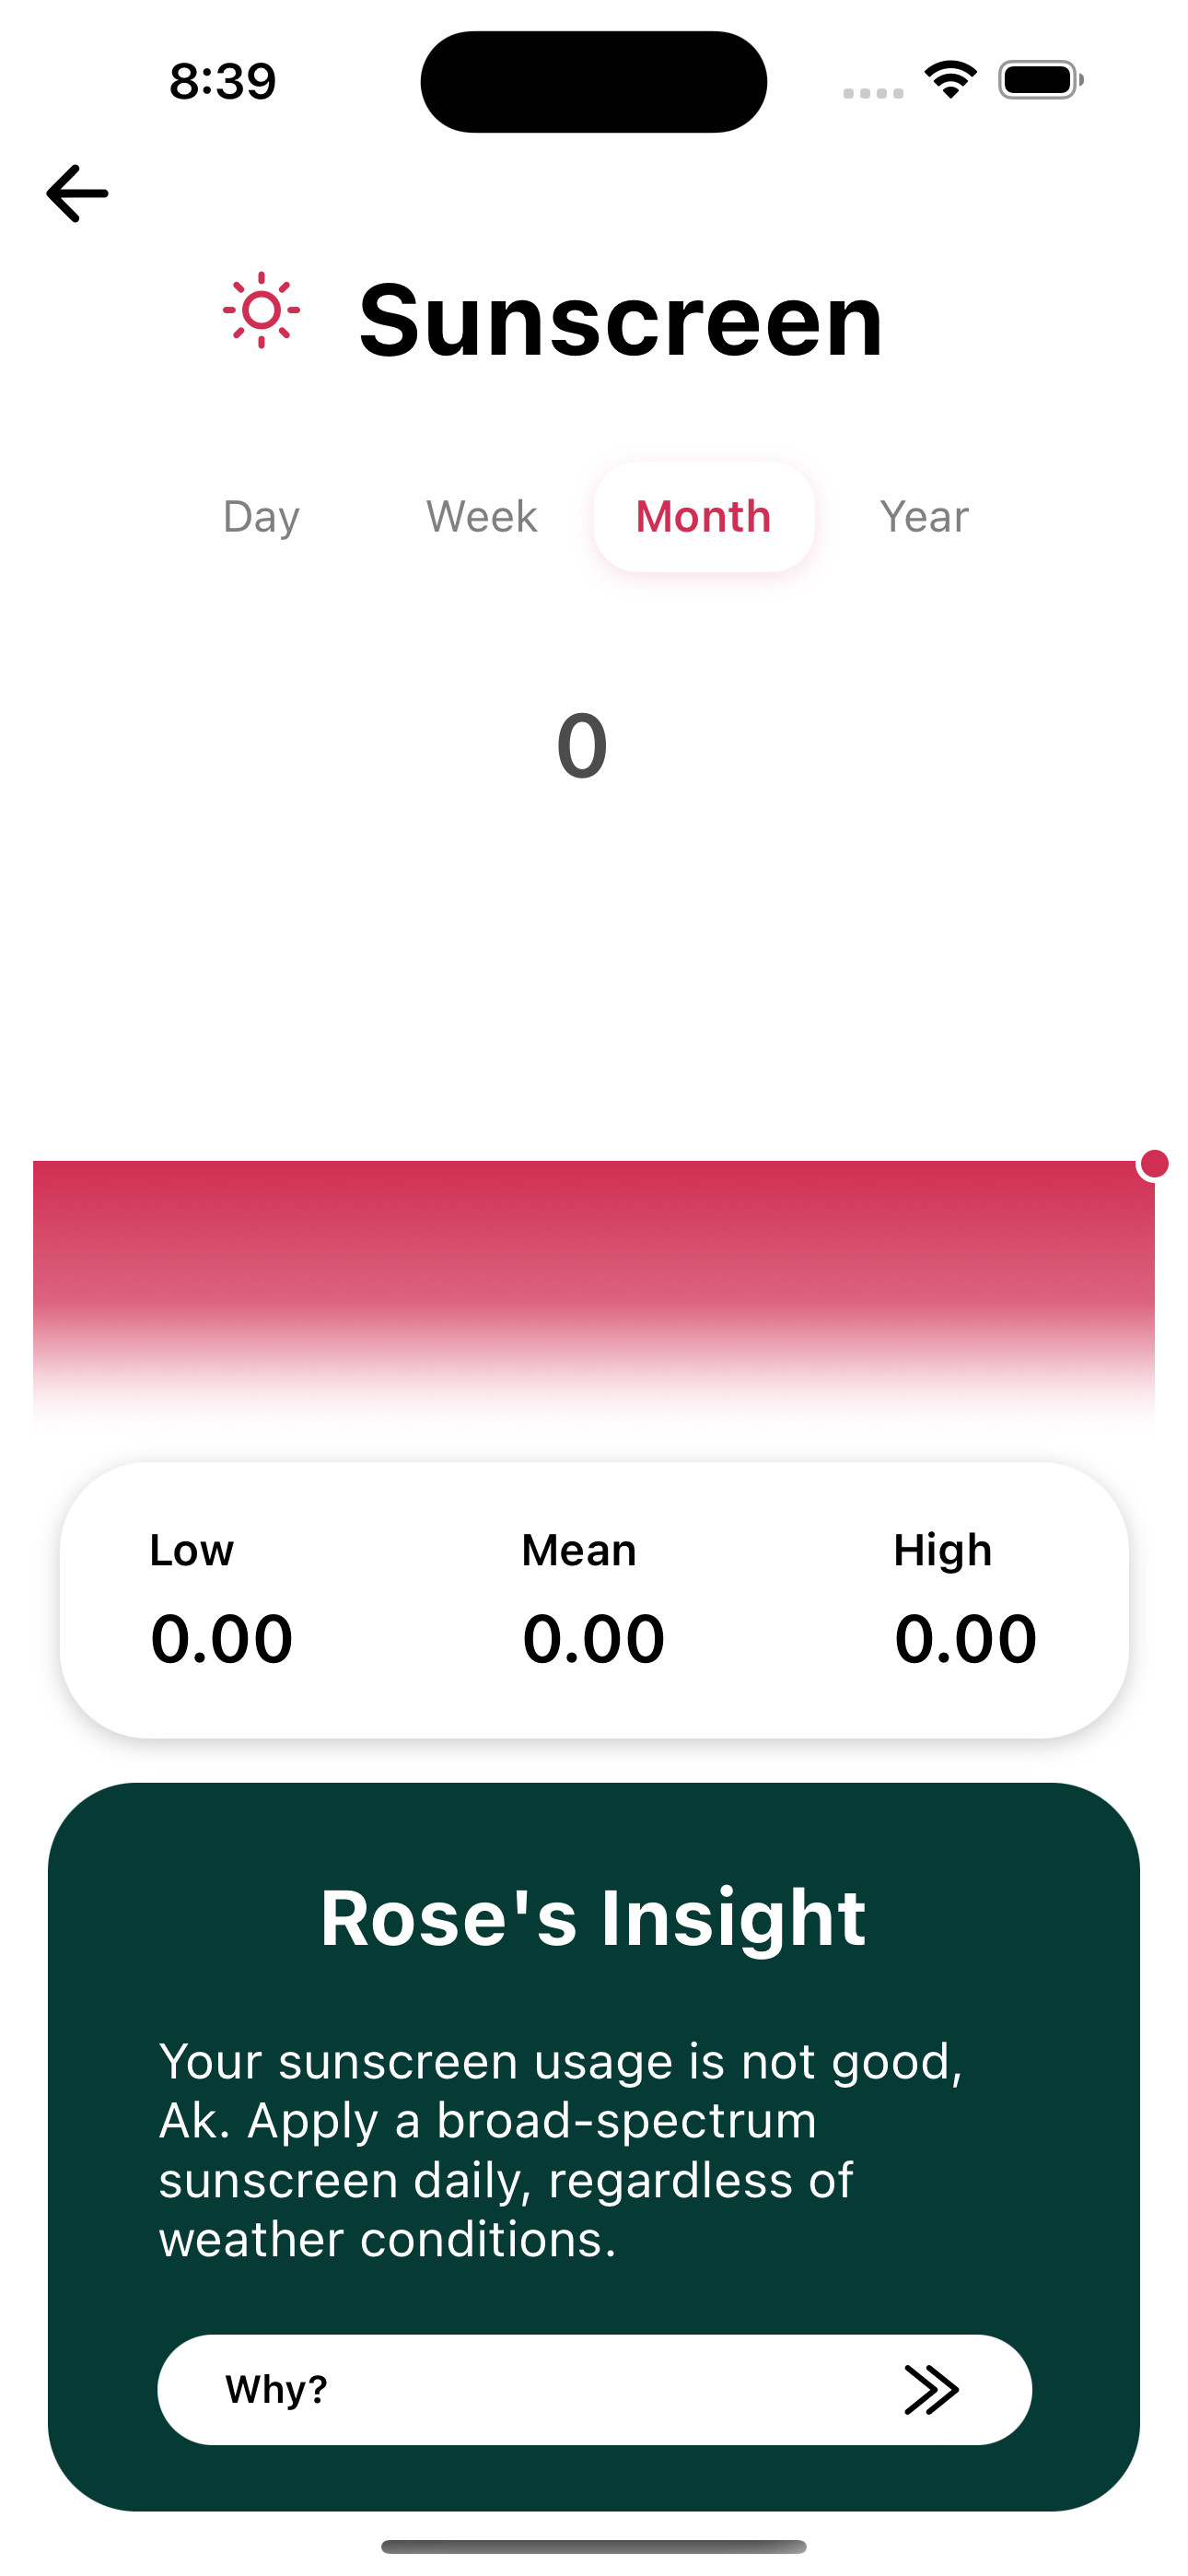 8:39
Sunscreen
Day Week Month Year
0
Low Mean High
0.00 0.00 0.00
Rose's Insight
Your sunscreen usage is not good,
Ak. Apply a broad-spectrum
sunscreen daily, regardless of
weather conditions.
Why?